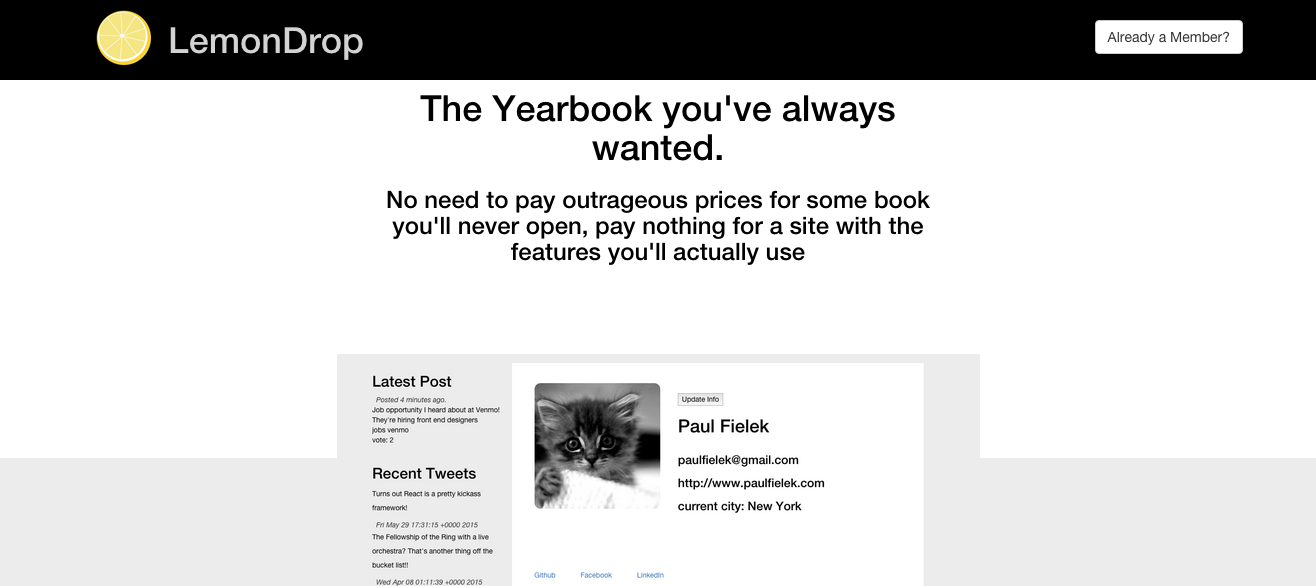 LemonDrop
Already a Member?
The Yearbook you've always
wanted.
No need to pay outrageous prices for some book
you'll never open, pay nothing for a site with the
features you'll actually use
Latest Post
Posted 4 minutes ago.
Job opportunity I heard about at Venmo!
They're hiring front end designers
jobs venmo
vote: 2
Recent Tweets
Turns out React is a pretty kickass
framework!
Fri May 29 17:31:15 +0000 2015
The Fellowship of the Ring with a live
orchestra? That's another thing off the
bucket list!!
Wed Apr 08 01:11:39 +0000 2015
Update Info
Paul Fielek
paulfielek@gmail.com
http://www.paulfielek.com
current city: New York
Github Facebook LinkedIn